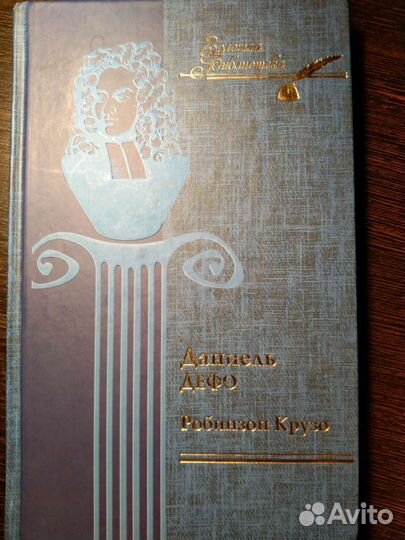 Золотая
Библиотека
Даниель
ДЕФО
Робинзон Крузо
Avito